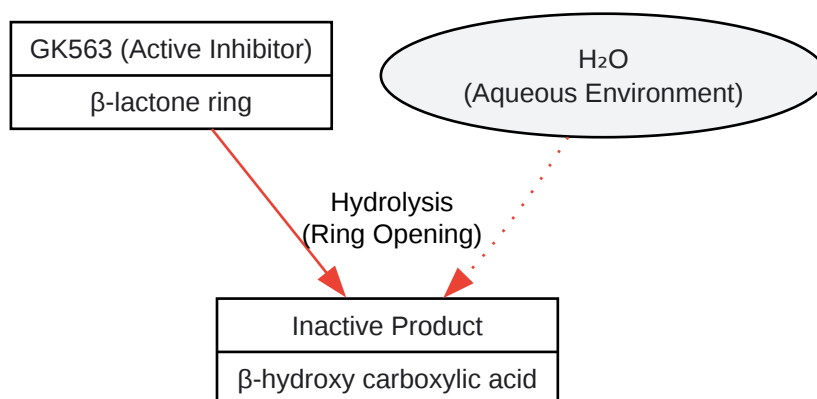 GK563 (Active Inhibitor)
β-lactone ring
H₂O
(Aqueous Environment)
Hydrolysis
(Ring Opening)
Inactive Product
β-hydroxy carboxylic acid